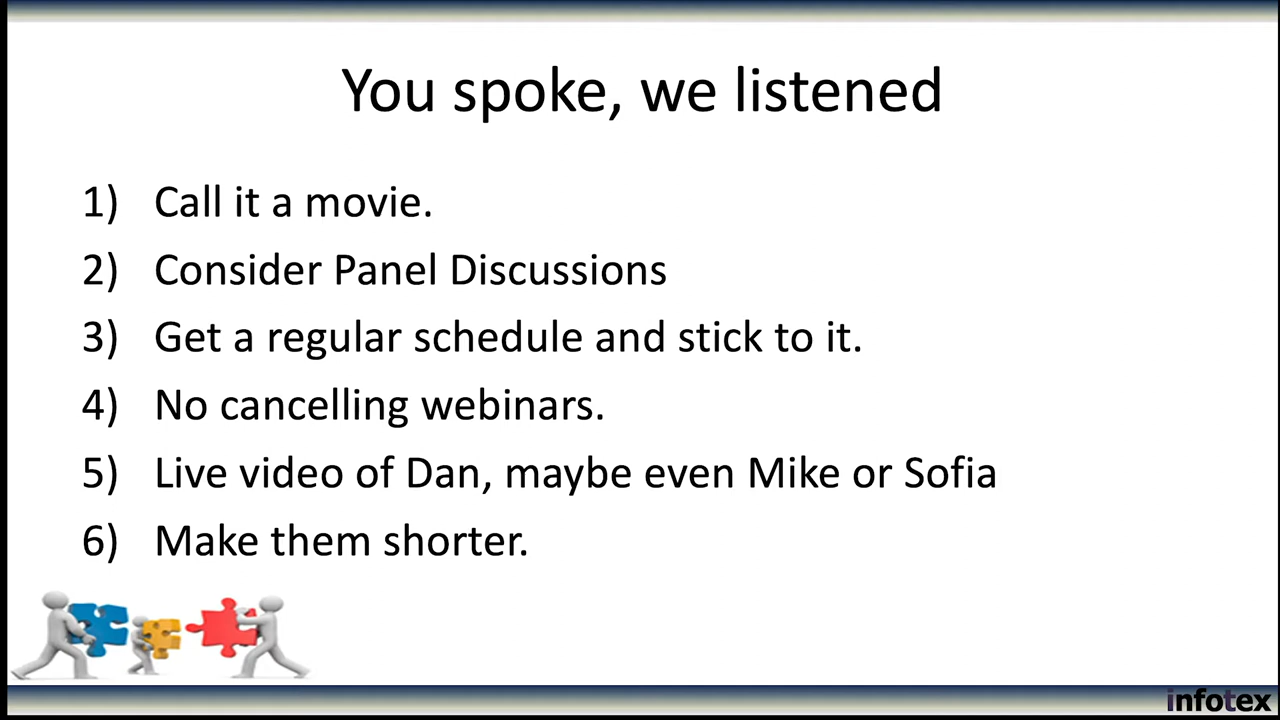 You spoke, we listened
1) Call it a movie.
2) Consider Panel Discussions
3) Get a regular schedule and stick to it.
4) No cancelling webinars.
5) Live video of Dan, maybe even Mike or Sofia
6) Make them shorter.
infotex